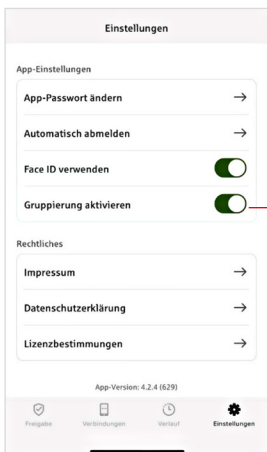 Einstellungen
App-Einstellungen
App-Passwort ändern
Automatisch abmelden
Face ID verwenden
Gruppierung aktivieren
Rechtliches
Impressum
Datenschutzerklärung
Lizenzbestimmungen
App-Version: 4.2.4 (629)
Freigabe Verbindungen Verlauf Einstellungen